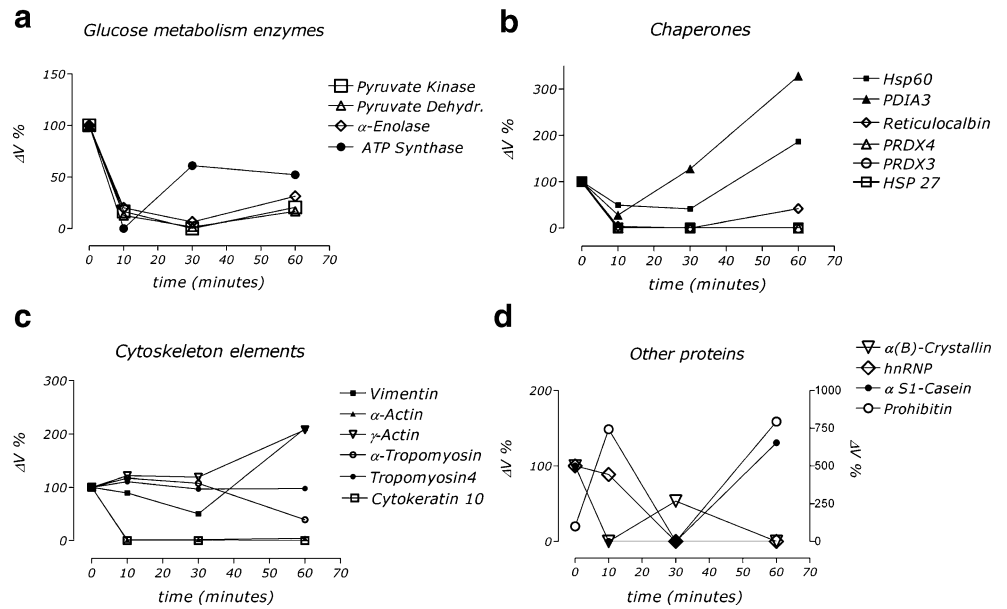 a
Glucose metabolism enzymes
150
100
50
0
ΔV %
0 10 20 30 40 50 60 70
time (minutes)
Pyruvate Kinase
Pyruvate Dehydr.
α-Enolase
ATP Synthase
b
Chaperones
300
200
100
0
ΔV %
0 10 20 30 40 50 60 70
time (minutes)
Hsp60
PDIA3
Reticulocalbin
PRDX4
PRDX3
HSP 27
c
Cytoskeleton elements
300
200
100
0
ΔV %
0 10 20 30 40 50 60 70
time (minutes)
Vimentin
α-Actin
γ-Actin
α-Tropomyosin
Tropomyosin4
Cytokeratin 10
d
Other proteins
200
100
0
ΔV %
1000
750
500
250
0
ΔV %
0 10 20 30 40 50 60 70
time (minutes)
α(B)-Crystallin
hnRNP
α S1-Casein
Prohibitin